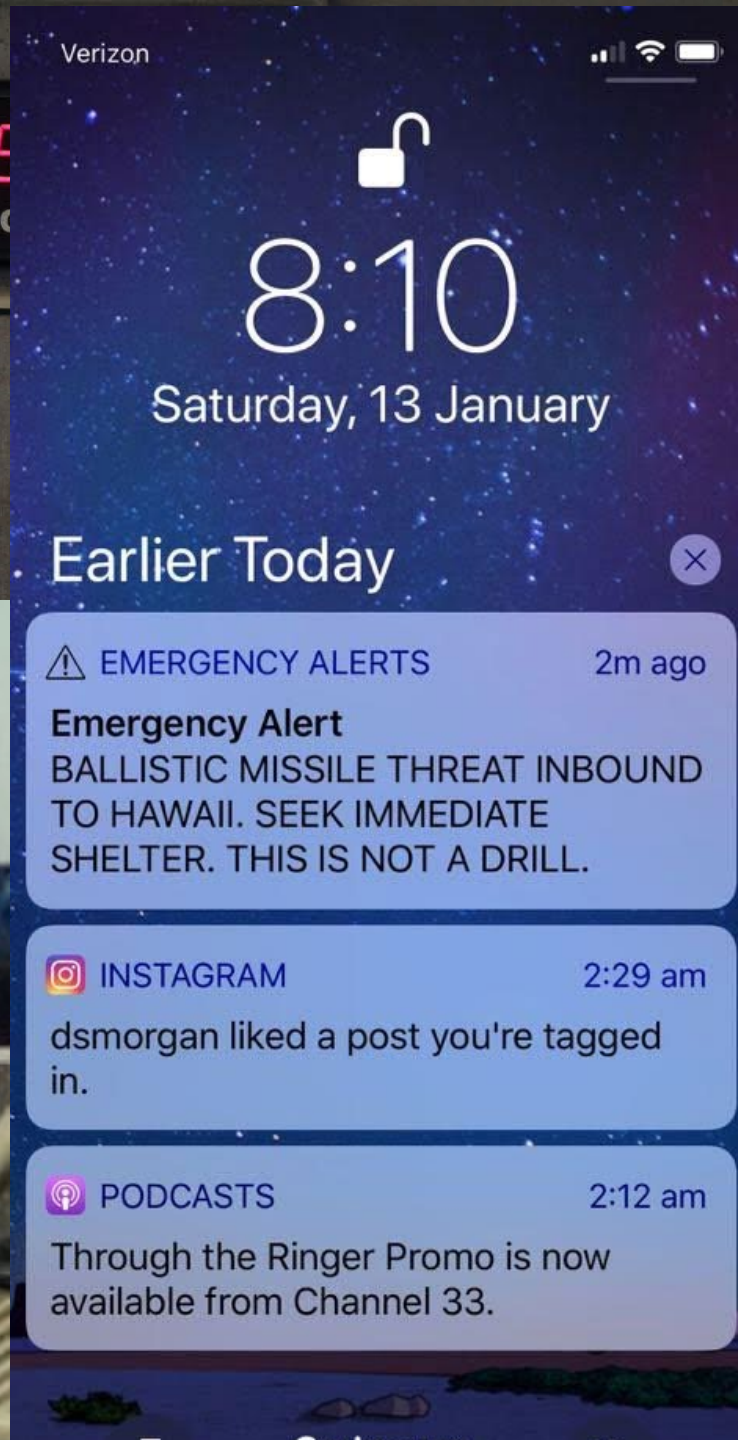 Verizon
8:10
Saturday, 13 January
Earlier Today
EMERGENCY ALERTS 2m ago
Emergency Alert
BALLISTIC MISSILE THREAT INBOUND
TO HAWAII. SEEK IMMEDIATE
SHELTER. THIS IS NOT A DRILL.
INSTAGRAM 2:29 am
dsmorgan liked a post you're tagged
in.
PODCASTS 2:12 am
Through the Ringer Promo is now
available from Channel 33.